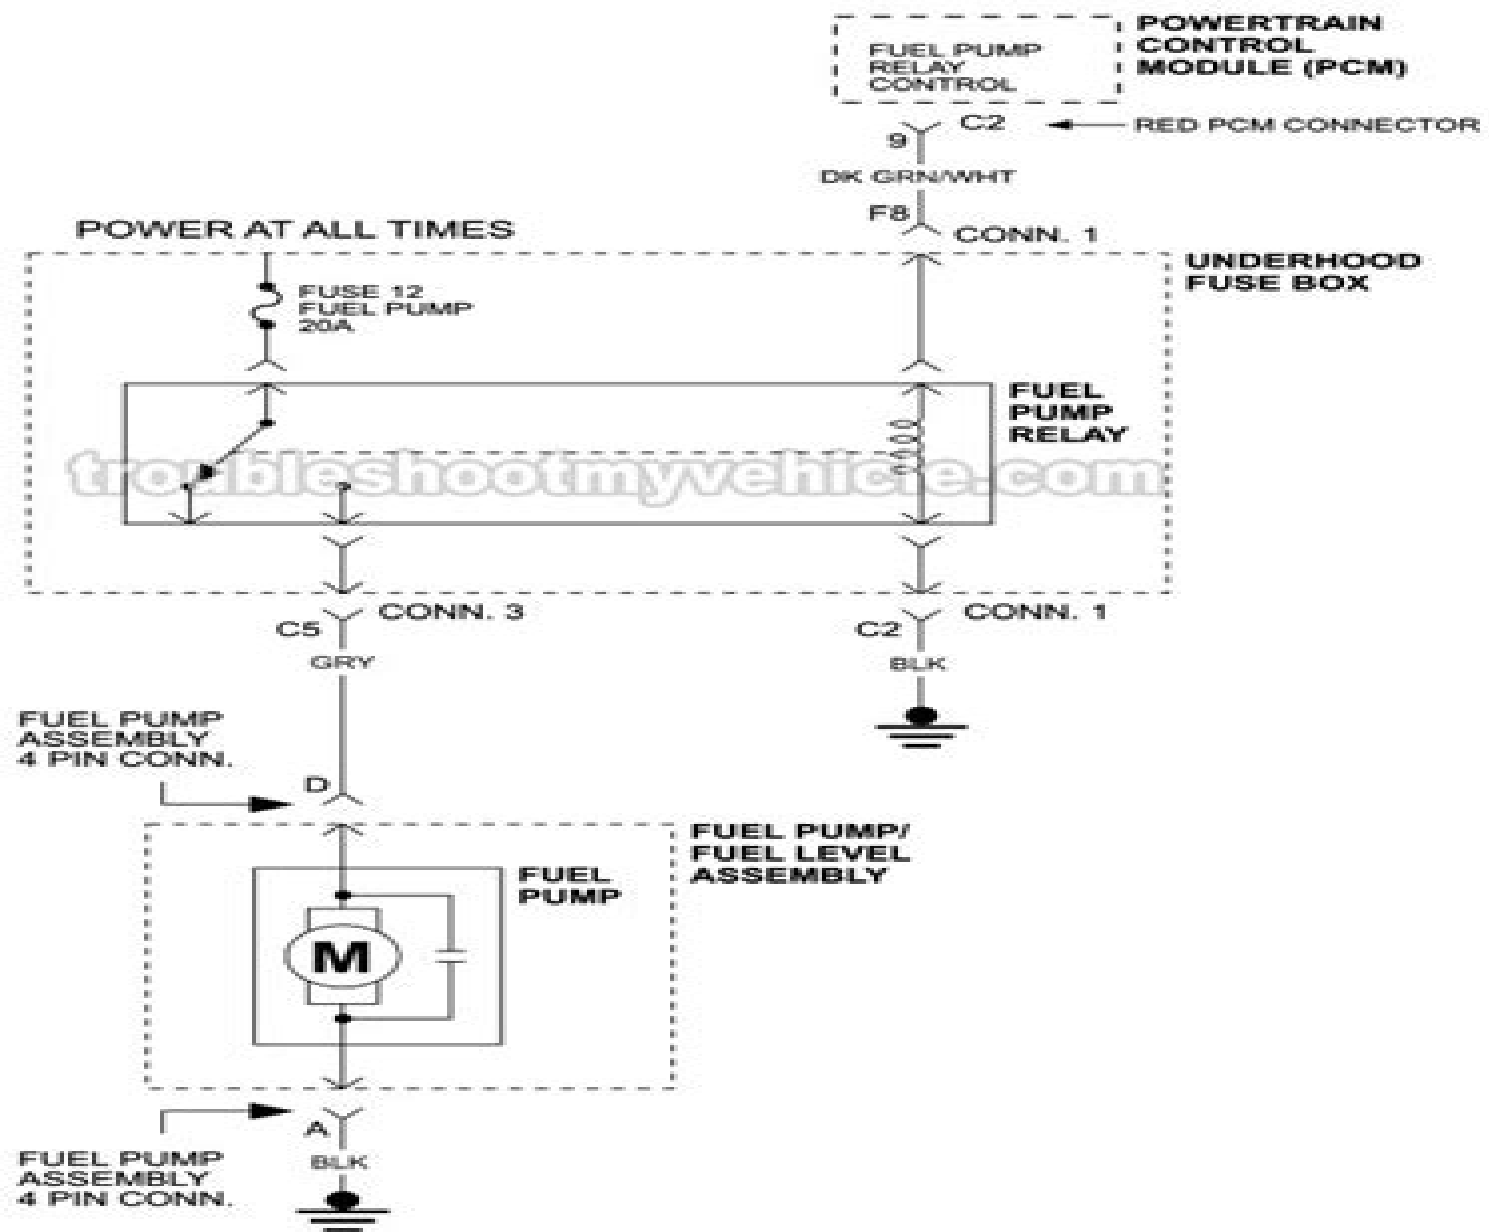 POWERTRAIN
CONTROL
MODULE (PCM)
FUEL PUMP
RELAY
CONTROL
C2
RED PCM CONNECTOR
9
DK GRN/WHT
F8
CONN. 1
POWER AT ALL TIMES
UNDERHOOD
FUSE BOX
FUSE 12
FUEL PUMP
20A
FUEL
PUMP
RELAY
troubleshootmyvehicle.com
CONN. 3
C5
GRY
CONN. 1
C2
BLK
FUEL PUMP
ASSEMBLY
4 PIN CONN.
D
FUEL PUMP/
FUEL LEVEL
ASSEMBLY
FUEL
PUMP
M
A
BLK
FUEL PUMP
ASSEMBLY
4 PIN CONN.